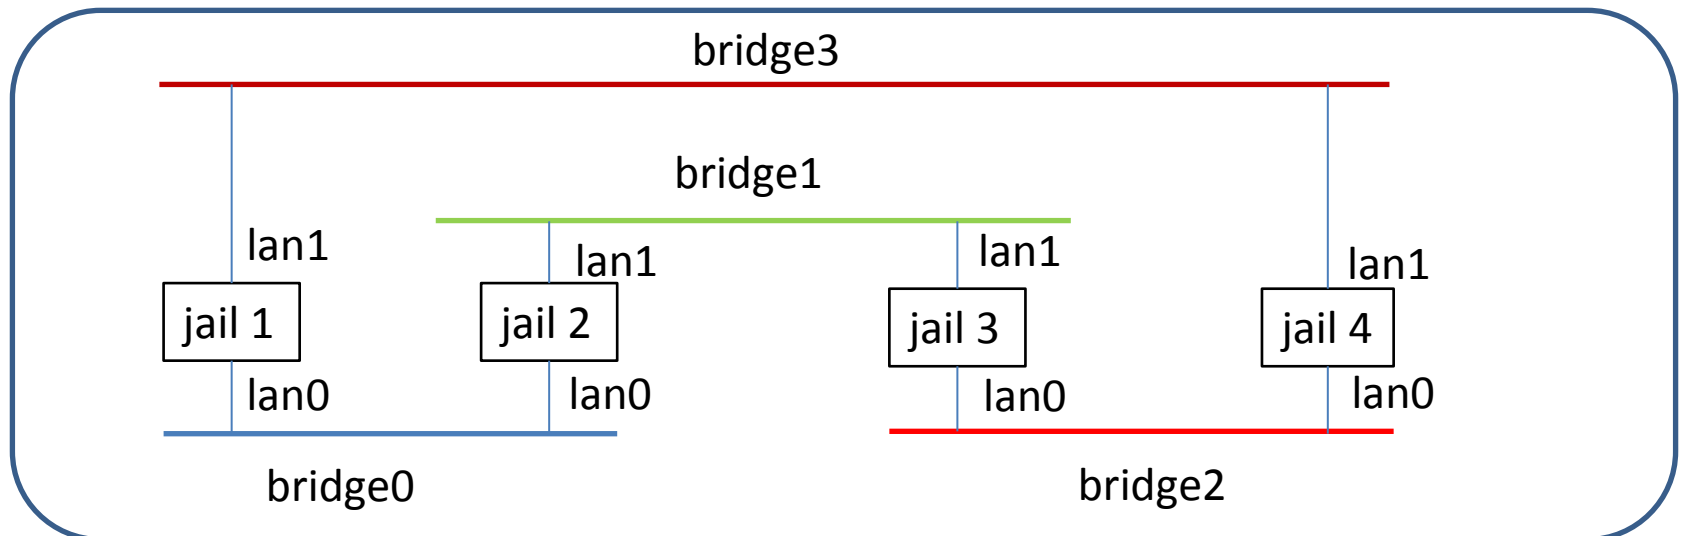 bridge3
bridge1
lan1
lan1
lan1
lan1
jail 1
jail 2
jail 3
jail 4
lan0
lan0
lan0
lan0
bridge0
bridge2